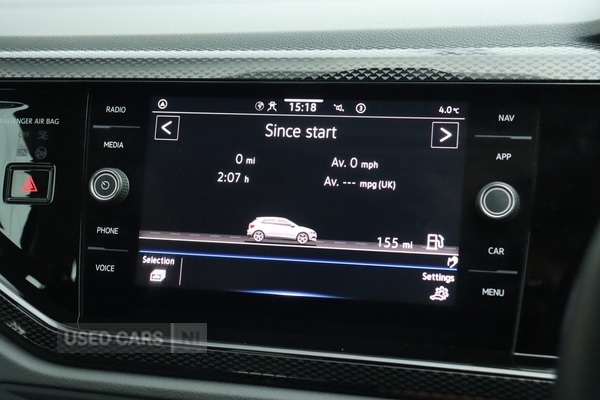 PASSENGER AIR BAG
RADIO
MEDIA
PHONE
VOICE
15:18
3
4.0°C
Since start
0 mi
2:07 h
Av. 0 mph
Av. --- mpg (UK)
155 mi
Selection
Settings
NAV
APP
CAR
MENU
USED CARS NI